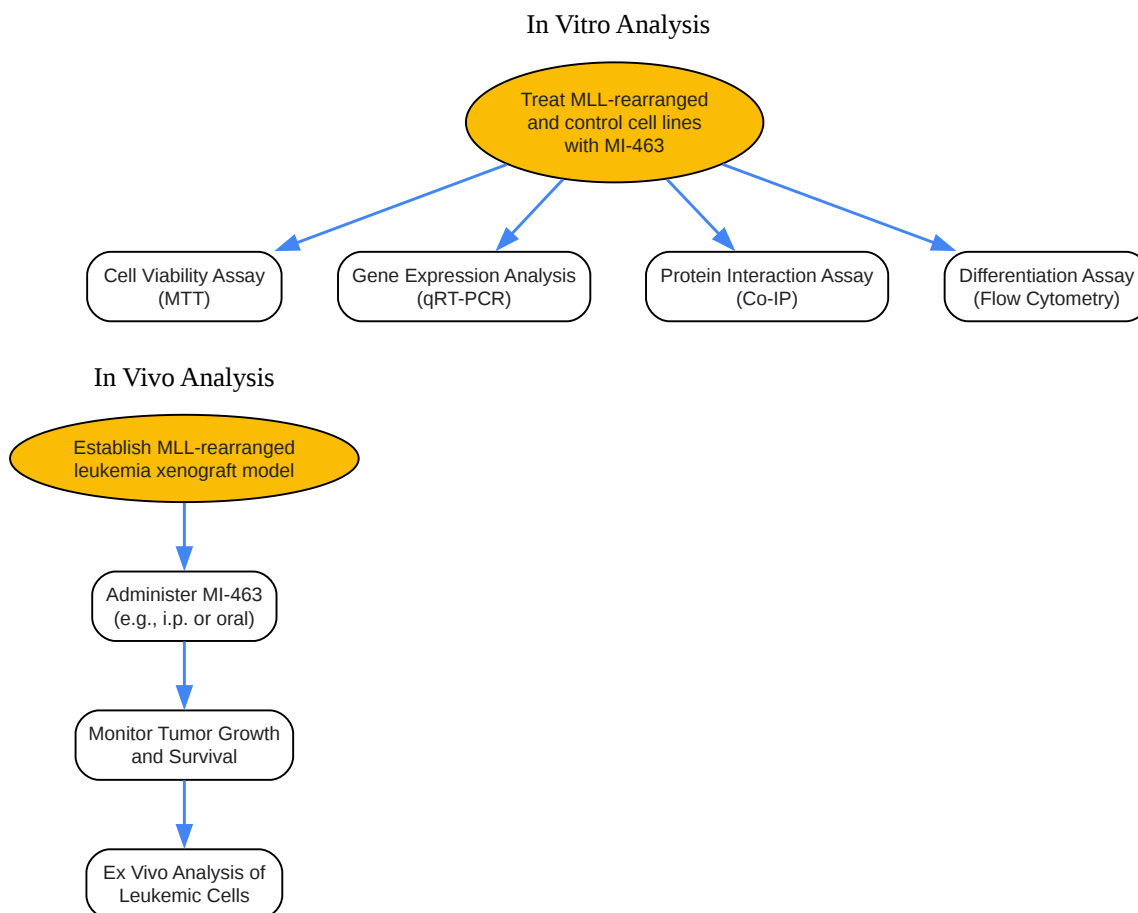 In Vitro Analysis
Treat MLL-rearranged
and control cell lines
with MI-463
Cell Viability Assay
(MTT)
Gene Expression Analysis
(qRT-PCR)
Protein Interaction Assay
(Co-IP)
Differentiation Assay
(Flow Cytometry)
In Vivo Analysis
Establish MLL-rearranged
leukemia xenograft model
Administer MI-463
(e.g., i.p. or oral)
Monitor Tumor Growth
and Survival
Ex Vivo Analysis of
Leukemic Cells